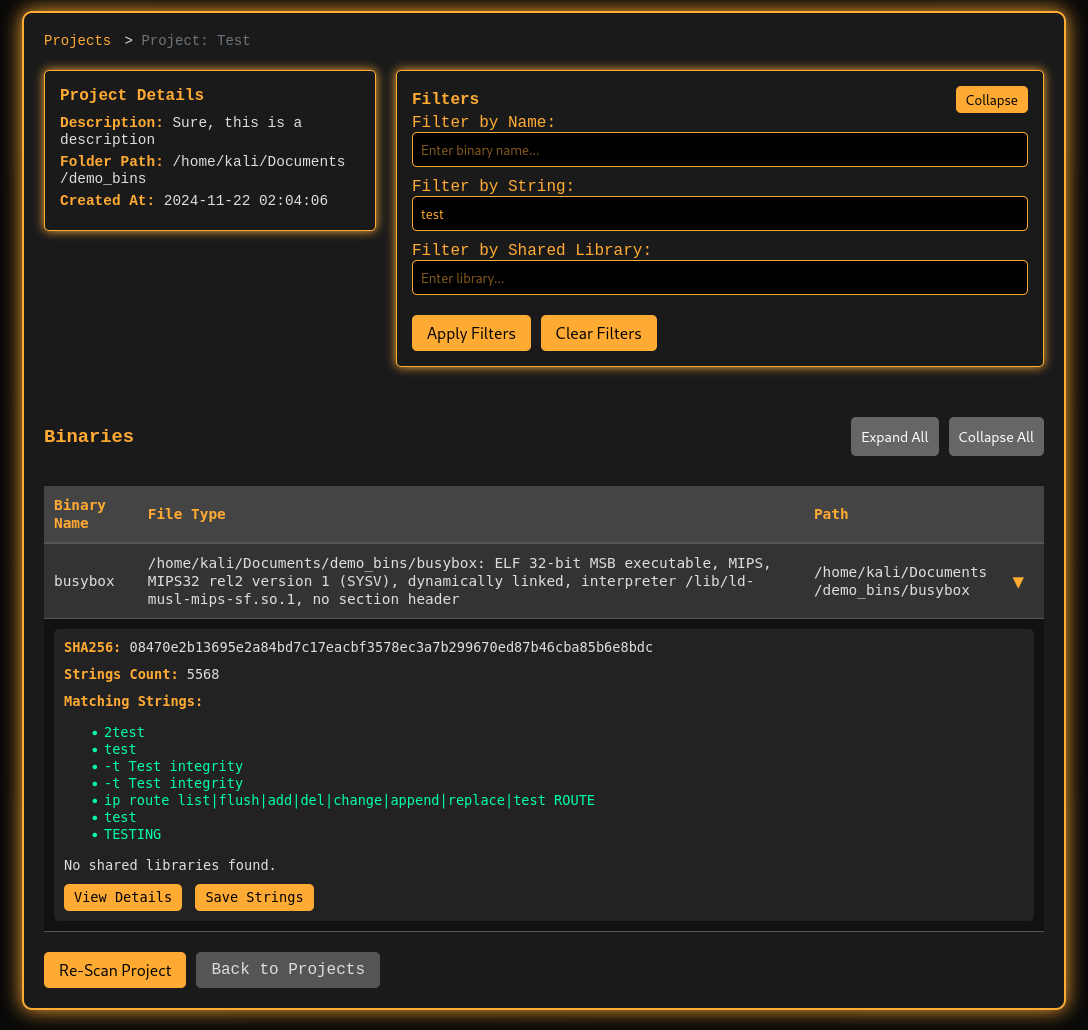 Projects > Project: Test
Project Details
Description: Sure, this is a
description
Folder Path: /home/kali/Documents
/demo_bins
Created At: 2024-11-22 02:04:06
Filters
Collapse
Filter by Name:
Enter binary name...
Filter by String:
test
Filter by Shared Library:
Enter library...
Apply Filters
Clear Filters
Binaries
Expand All
Collapse All
Binary
Name
File Type
Path
busybox
/home/kali/Documents/demo_bins/busybox: ELF 32-bit MSB executable, MIPS,
MIPS32 rel2 version 1 (SYSV), dynamically linked, interpreter /lib/ld-
musl-mips-sf.so.1, no section header
/home/kali/Documents
/demo_bins/busybox
▼
SHA256: 08470e2b13695e2a84bd7c17eacbf3578ec3a7b299670ed87b46cba85b6e8bdc
Strings Count: 5568
Matching Strings:
• 2test
• test
• -t Test integrity
• -t Test integrity
• ip route list|flush|add|del|change|append|replace|test ROUTE
• test
• TESTING
No shared libraries found.
View Details
Save Strings
Re-Scan Project
Back to Projects